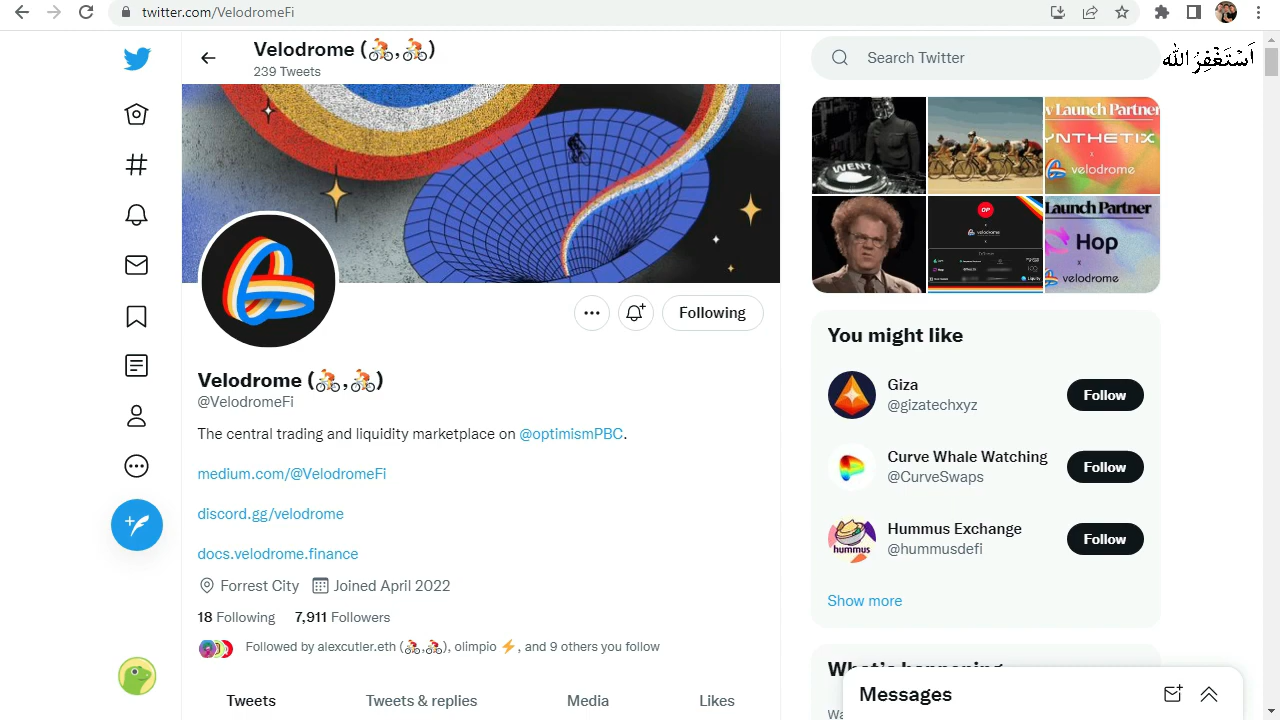 twitter.com/VelodromeFi
Velodrome (🚴,🚴)
239 Tweets
Search Twitter
اَسْتَغْفِرُ اللّٰه
WEN?
w Launch Partner
YNTHETIX
x
velodrome
OP
velodrome
x
Launch Partner
Hop
x
velodrome
Following
Velodrome (🚴,🚴)
@VelodromeFi
The central trading and liquidity marketplace on @optimismPBC.
medium.com/@VelodromeFi
discord.gg/velodrome
docs.velodrome.finance
Forrest City Joined April 2022
18 Following 7,911 Followers
Followed by alexcutler.eth (🚴,🚴), olimpio ⚡, and 9 others you follow
Tweets Tweets & replies Media Likes
You might like
Giza
@gizatechxyz
Follow
Curve Whale Watching
@CurveSwaps
Follow
hummus
Hummus Exchange
@hummusdefi
Follow
Show more
What's happening
Messages